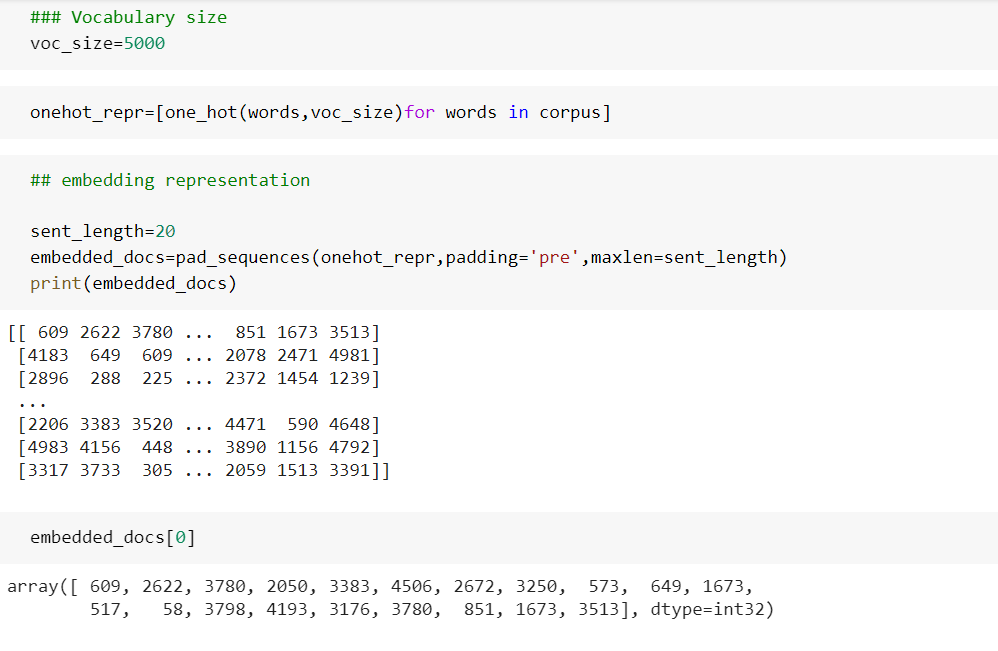 ### Vocabulary size
voc_size=5000
onehot_repr=[one_hot(words,voc_size)for words in corpus]
## embedding representation
sent_length=20
embedded_docs=pad_sequences(onehot_repr,padding='pre',maxlen=sent_length)
print(embedded_docs)
[[ 609 2622 3780 ...  851 1673 3513]
 [4183  649  609 ... 2078 2471 4981]
 [2896  288  225 ... 2372 1454 1239]
 ...
 [2206 3383 3520 ... 4471  590 4648]
 [4983 4156  448 ... 3890 1156 4792]
 [3317 3733  305 ... 2059 1513 3391]]
embedded_docs[0]
array([ 609, 2622, 3780, 2050, 3383, 4506, 2672, 3250,  573,  649, 1673,
        517,   58, 3798, 4193, 3176, 3780,  851, 1673, 3513], dtype=int32)